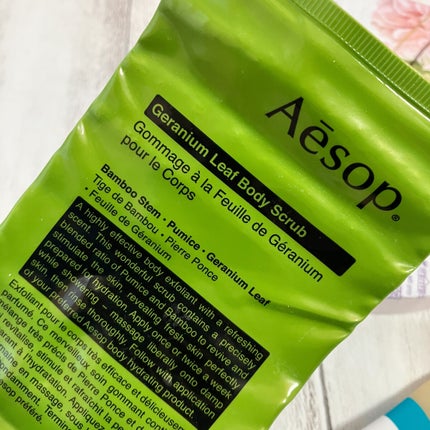 Aēsop®
Geranium Leaf Body Scrub
Gommage à la Feuille de Géranium
pour le Corps
Bamboo Stem • Pumice • Geranium Leaf
Tige de Bambou • Pierre Ponce
• Feuille de Géranium
A highly effective body exfoliant with a refreshing
scent. This wonderful scrub contains a precisely
blended ratio of Pumice and Bamboo to revive and
stimulate the skin, revealing fresh skin perfectly
prepared for hydration. Apply once or twice a week
while showering; massage liberally onto damp
skin then rinse thoroughly. Follow with application
of your preferred Aesop body hydrating product.
Exfoliant pour le corps très efficace et délicieusement
parfumé. Ce merveilleux soin gommant
mélange très précis de Pierre Ponce et
revitalise, stimule et rafraîchit la
à l'hydratation.
en massage, sous
Termin
Aesop préféré.